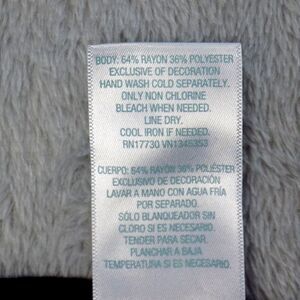 BODY: 64% RAYON 36% POLYESTER
EXCLUSIVE OF DECORATION
HAND WASH COLD SEPARATELY.
ONLY NON CHLORINE
BLEACH WHEN NEEDED.
LINE DRY.
COOL IRON IF NEEDED.
RN17730 VN1345353
CUERPO: 64% RAYÓN 36% POLIÉSTER
EXCLUSIVO DE DECORACIÓN
LAVAR A MANO CON AGUA FRÍA
POR SEPARADO.
SÓLO BLANQUEADOR SIN
CLORO SI ES NECESARIO.
TENDER PARA SECAR.
PLANCHAR A BAJA
TEMPERATURA SI ES NECESARIO.